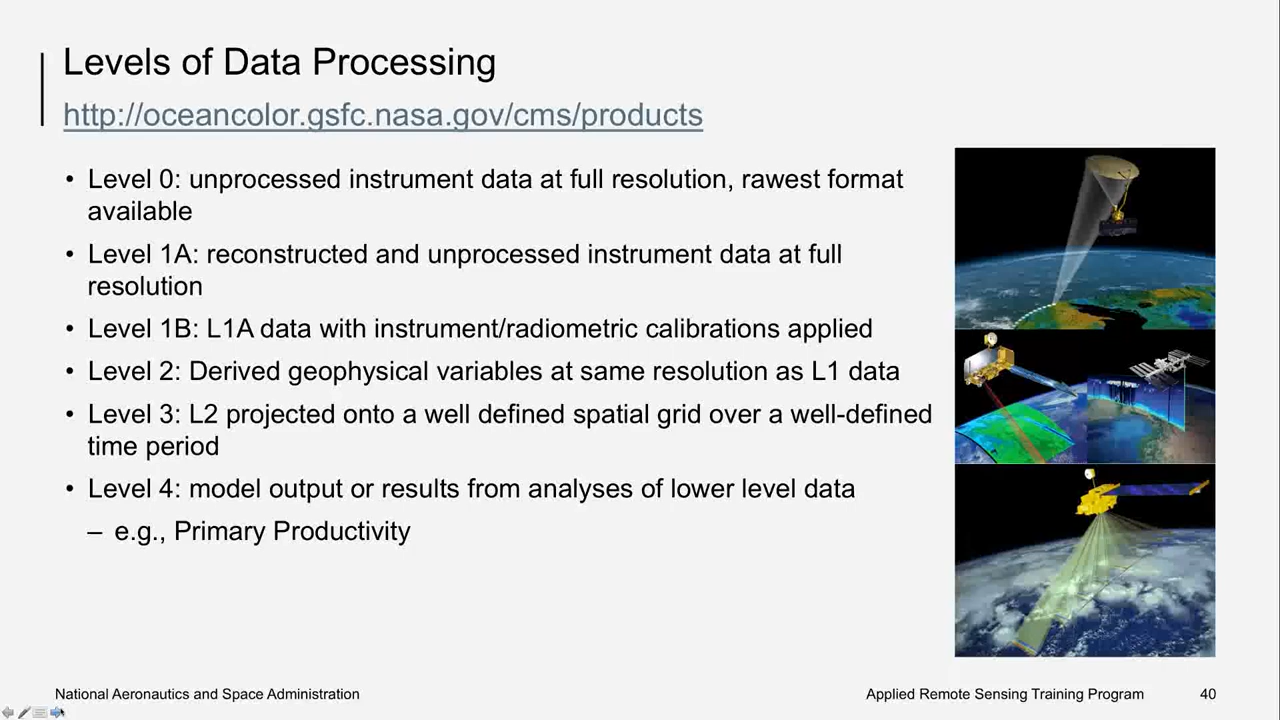 Levels of Data Processing
http://oceancolor.gsfc.nasa.gov/cms/products
• Level 0: unprocessed instrument data at full resolution, rawest format
available
• Level 1A: reconstructed and unprocessed instrument data at full
resolution
• Level 1B: L1A data with instrument/radiometric calibrations applied
• Level 2: Derived geophysical variables at same resolution as L1 data
• Level 3: L2 projected onto a well defined spatial grid over a well-defined
time period
• Level 4: model output or results from analyses of lower level data
– e.g., Primary Productivity
National Aeronautics and Space Administration
Applied Remote Sensing Training Program
40